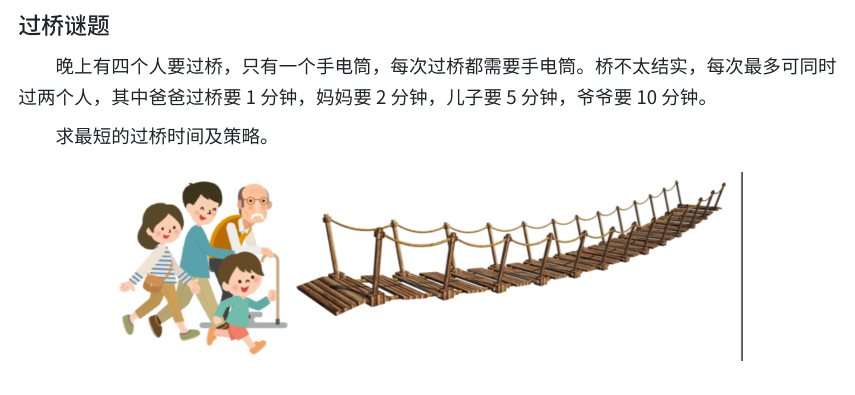 过桥谜题
晚上有四个人要过桥，只有一个手电筒，每次过桥都需要手电筒。桥不太结实，每次最多可同时
过两个人，其中爸爸过桥要 1 分钟，妈妈要 2 分钟，儿子要 5 分钟，爷爷要 10 分钟。
求最短的过桥时间及策略。